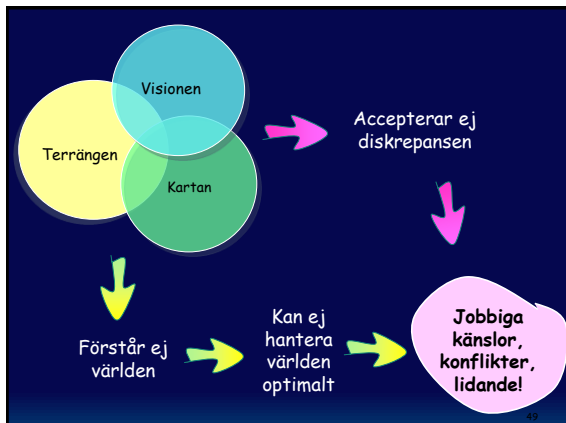 Visionen
Terrängen
Kartan
Accepterar ej
diskrepansen
Förstår ej
världen
Kan ej
hantera
världen
optimalt
Jobbiga
känslor,
konflikter,
lidande!
49